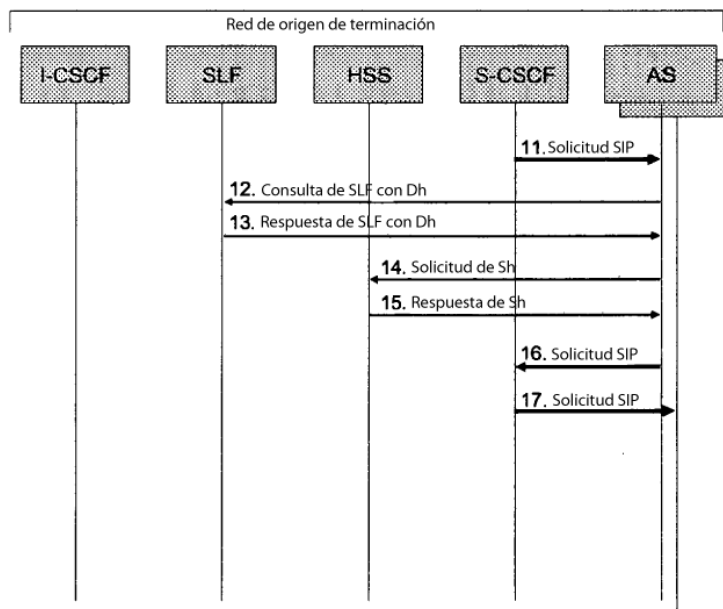 Red de origen de terminación
I-CSCF SLF HSS S-CSCF AS
11. Solicitud SIP
12. Consulta de SLF con Dh
13. Respuesta de SLF con Dh
14. Solicitud de Sh
15. Respuesta de Sh
16. Solicitud SIP
17. Solicitud SIP